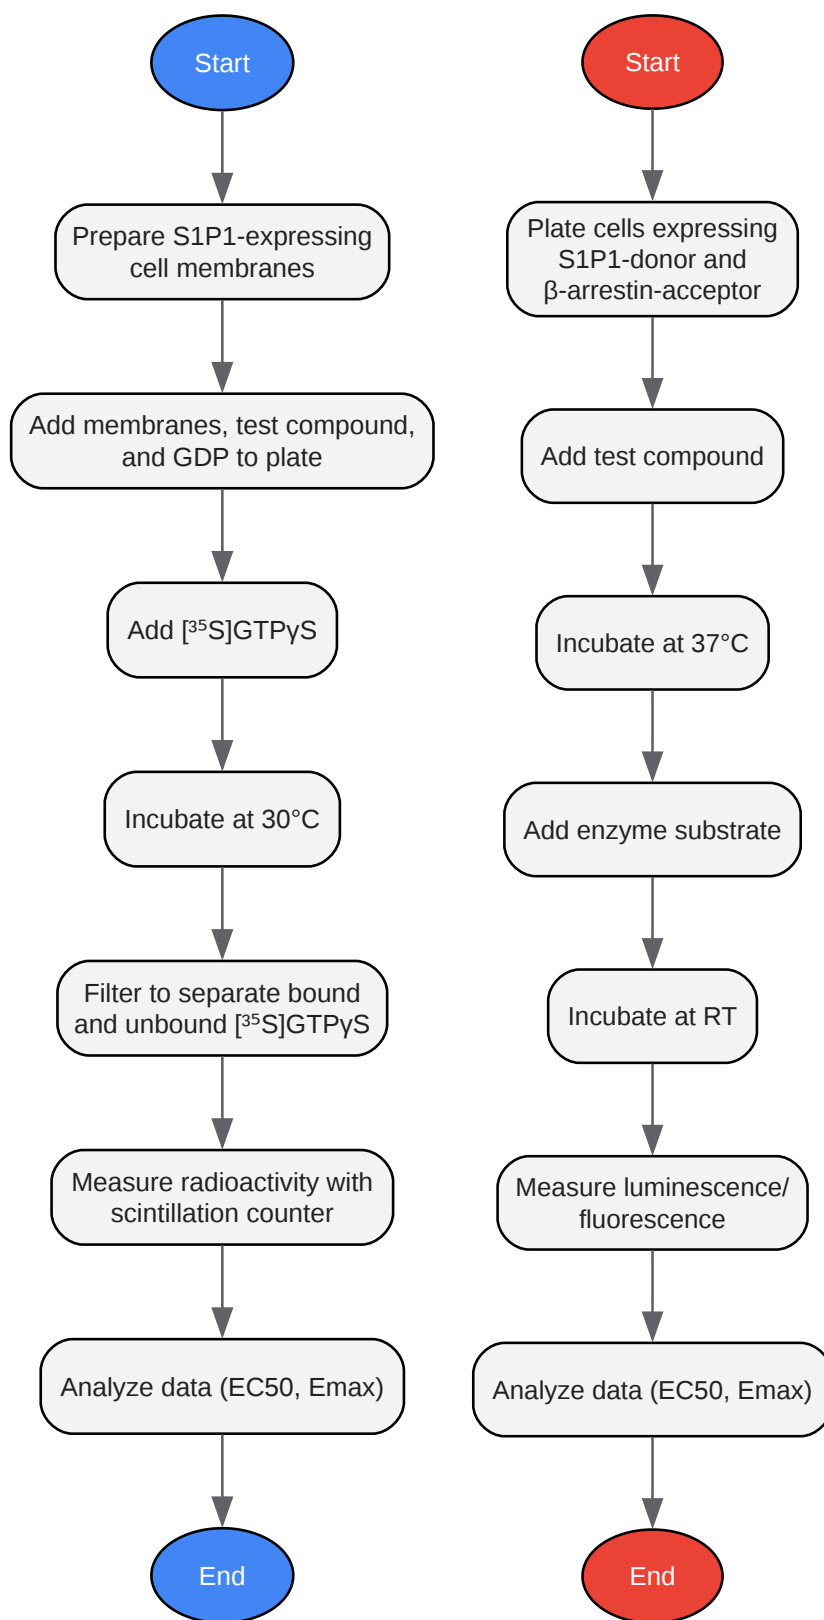 Start
Prepare S1P1-expressing
cell membranes
Add membranes, test compound,
and GDP to plate
Add [³⁵S]GTPγS
Incubate at 30°C
Filter to separate bound
and unbound [³⁵S]GTPγS
Measure radioactivity with
scintillation counter
Analyze data (EC50, Emax)
End
Start
Plate cells expressing
S1P1-donor and
β-arrestin-acceptor
Add test compound
Incubate at 37°C
Add enzyme substrate
Incubate at RT
Measure luminescence/
fluorescence
Analyze data (EC50, Emax)
End